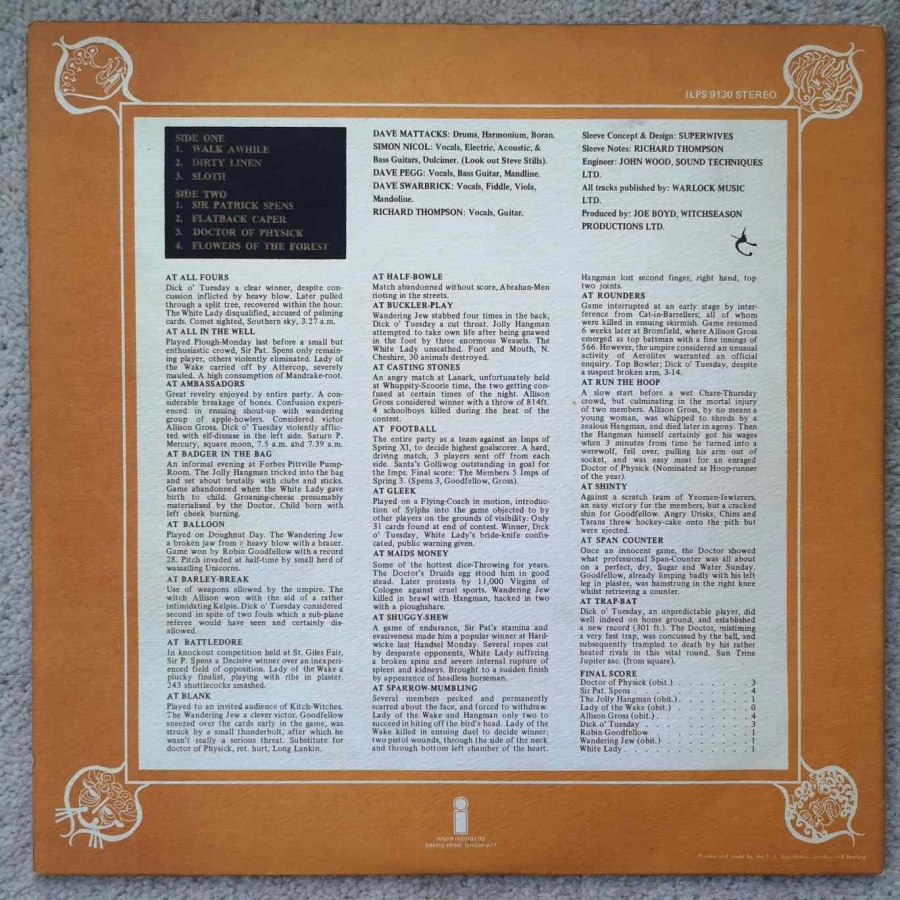 ILPS 9130 STEREO
SIDE ONE
1. WALK AWHILE
2. DIRTY LINEN
3. SLOTH
SIDE TWO
1. SIR PATRICK SPENS
2. FLATBACK CAPER
3. DOCTOR OF PHYSICK
4. FLOWERS OF THE FOREST
DAVE MATTACKS: Drums, Harmonium, Boran.
SIMON NICOL: Vocals, Electric, Acoustic, &
Bass Guitars, Dulcimer. (Look out Steve Stills).
DAVE PEGG: Vocals, Bass Guitar, Mandline.
DAVE SWARBRICK: Vocals, Fiddle, Viola,
Mandoline.
RICHARD THOMPSON: Vocals, Guitar.
Sleeve Concept & Design: SUPERWIVES
Sleeve Notes: RICHARD THOMPSON
Engineer: JOHN WOOD, SOUND TECHNIQUES
LTD.
All tracks published by: WARLOCK MUSIC
LTD.
Produced by: JOE BOYD, WITCHSEASON
PRODUCTIONS LTD.
AT ALL FOURS
Dick o' Tuesday a clear winner, despite con-
cussion inflicted by heavy blow. Later pulled
through a split tree, recovered within the hour.
The White Lady disqualified, accused of palming
cards. Comet sighted, Southern sky, 3.27 a.m.
AT ALL IN THE WELL
Played Plough-Monday last before a small but
enthusiastic crowd, Sir Pat. Spens only remain-
ing player, others violently eliminated. Lady of
the Wake carried off by Attercop, severely
mauled. A high consumption of Mandrake-root.
AT AMBASSADORS
Great revelry enjoyed by entire party. A con-
siderable breakage of bones. Confusion experi-
enced in ensuing shout-up with wandering
group of apple-howlers. Considered victor
Allison Gross. Dick o' Tuesday violently afflic-
ted with elf-disease in the left side. Saturn P.
Mercury, square moon, 7.5 a.m. and 7.39 a.m.
AT BADGER IN THE BAG
An informal evening at Forbes Pittville Pump-
Room. The Jolly Hangman tricked into the bag
and set about brutally with clubs and sticks.
Game abandonned when the White Lady gave
birth to child. Groaning-cheese presumably
materialised by the Doctor. Child born with
left cheek burning.
AT BALLOON
Played on Doughnut Day. The Wandering Jew
a broken jaw from heavy blow with a bracer.
Game won by Robin Goodfellow with a record
28. Pitch invaded at half-time by small herd of
wassailing Unicorns.
AT BARLEY-BREAK
Use of weapons allowed by the umpire. The
witch Allison won with the aid of a rather
intimidating Kelpie. Dick o' Tuesday considered
second in spite of two fouls which a sub-plane
referee would have seen and certainly dis-
allowed.
AT BATTLEDORE
In knockout competition held at St. Giles Fair,
Sir P. Spens a Decisive winner over an inexperi-
enced field of opposition. Lady of the Wake a
plucky finalist, playing with ribs in plaster.
243 shuttlecocks smashed.
AT BLANK
Played to an invited audience of Kitch-Witches.
The Wandering Jew a clever victor. Goodfellow
sneezed over the cards early in the game, was
struck by a small thunderbolt, after which he
wasn't really a serious threat. Substitute for
doctor of Physick, ret. hurt, Long Lankin.
AT HALF-BOWLE
Match abandonned without score, Abrahan-Men
rioting in the streets.
AT BUCKLER-PLAY
Wandering Jew stabbed four times in the back,
Dick o' Tuesday a cut throat. Jolly Hangman
attempted to take own life after being gnawed
in the foot by three enormous Weasels. The
White Lady unscathed. Foot and Mouth, N.
Cheshire, 30 animals destroyed.
AT CASTING STONES
An angry match at Lanark, unfortunately held
at Whuppity-Scoorie time, the two getting con-
fused at certain times of the night. Allison
Gross considered winner with a throw of 814ft.
4 schoolboys killed during the heat of the
contest.
AT FOOTBALL
The entire party as a team against an Imps of
Spring XI, to decide highest goalscorer. A hard,
driving match, 3 players sent off from each
side. Santa's Golliwog outstanding in goal for
the Imps. Final score: The Members 5 Imps of
Spring 3. (Spens 3, Goodfellow, Gross).
AT GLEEK
Played on a Flying-Coach in motion, introduc-
tion of Sylphs into the game objected to by
other players on the grounds of visibility. Only
31 cards found at end of contest. Winner, Dick
o' Tuesday, White Lady's bride-knife confis-
cated, public warning given.
AT MAIDS MONEY
Some of the hottest dice-Throwing for years.
The Doctor's Druids egg stood him in good
stead. Later protests by 11,000 Virgins of
Cologne against cruel sports. Wandering Jew
killed in brawl with Hangman, hacked in two
with a ploughshare.
AT SHUGGY-SHEW
A game of endurance, Sir Pat's stamina and
evasiveness made him a popular winner at Hard-
wicke last Handsel Monday. Several ropes cut
by desparate opponents, White Lady suffering
a broken spine and severe internal rupture of
spleen and kidneys. Brought to a sudden finish
by appearance of headless horseman.
AT SPARROW-MUMBLING
Several members pecked and permanently
scarred about the face, and forced to withdraw.
Lady of the Wake and Hangman only two to
succeed in biting off the bird's head. Lady of the
Wake killed in ensuing duel to decide winner;
two pistol wounds, through the side of the neck
and through bottom left chamber of the heart.
Hangman lost second finger, right hand, top
two joints.
AT ROUNDERS
Game interrupted at an early stage by inter-
ference from Cat-in-Barrellers; all of whom
were killed in ensuing skirmish. Game resumed
weeks later at Bromfield, where Allison Gross
emerged as top batsman with a fine innings of
566. However, the umpire considered an unusual
activity of Aerolites warranted an official
enquiry. Top Bowler; Dick o' Tuesday, despite
a suspect broken arm, 3-14.
AT RUN THE HOOP
A slow start before a wet Chare-Thursday
crowd, but culminating in the mortal injury
of two members. Allison Gross, by no means a
young woman, was whipped to shreds by a
zealous Hangman, and died later in agony. Then
the Hangman himself certainly got his wages
when 3 minutes from time he turned into a
werewolf, fell over, pulling his arm out of
socket, and was easy meat for an enraged
Doctor of Physick (Nominated as Hoop-runner
of the year).
AT SHINTY
Against a scratch team of Yeomen-fewterers,
an easy victory for the members, but a cracked
shin for Goodfellow. Angry Urisks, Chins and
Tarans threw hockey-cake onto the pith but
were ejected.
AT SPAN COUNTER
Once an innocent game, the Doctor showed
what professional Span-Counter was all about
on a perfect, dry, Sugar and Water Sunday.
Goodfellow, already limping badly with his left
leg in plaster, was hamstrung in the right knee
whilst retrieving a counter.
AT TRAP-BAT
Dick o' Tuesday, an unpredictable player, did
well indeed on home ground, and established
a new record (301 ft.). The Doctor, mistiming
a very fast trap, was concussed by the ball, and
subsequently trampled to death by his rather
heated rivals in this vital round. Sun Trine
Jupiter asc. (from square).
FINAL SCORE
Doctor of Physick (obit.) . . . . . . . . 3
Sir Pat. Spens . . . . . . . . . . 4
The Jolly Hangman (obit.) . . . . . . . . 1
Lady of the Wake (obit.) . . . . . . . . 0
Allison Gross (obit.) . . . . . . . . . 4
Dick o' Tuesday . . . . . . . . . . 3
Robin Goodfellow . . . . . . . . . 1
Wandering Jew (obit.) . . . . . . . . 1
White Lady . . . . . . . . . . . 1
island records ltd
basing street london w11